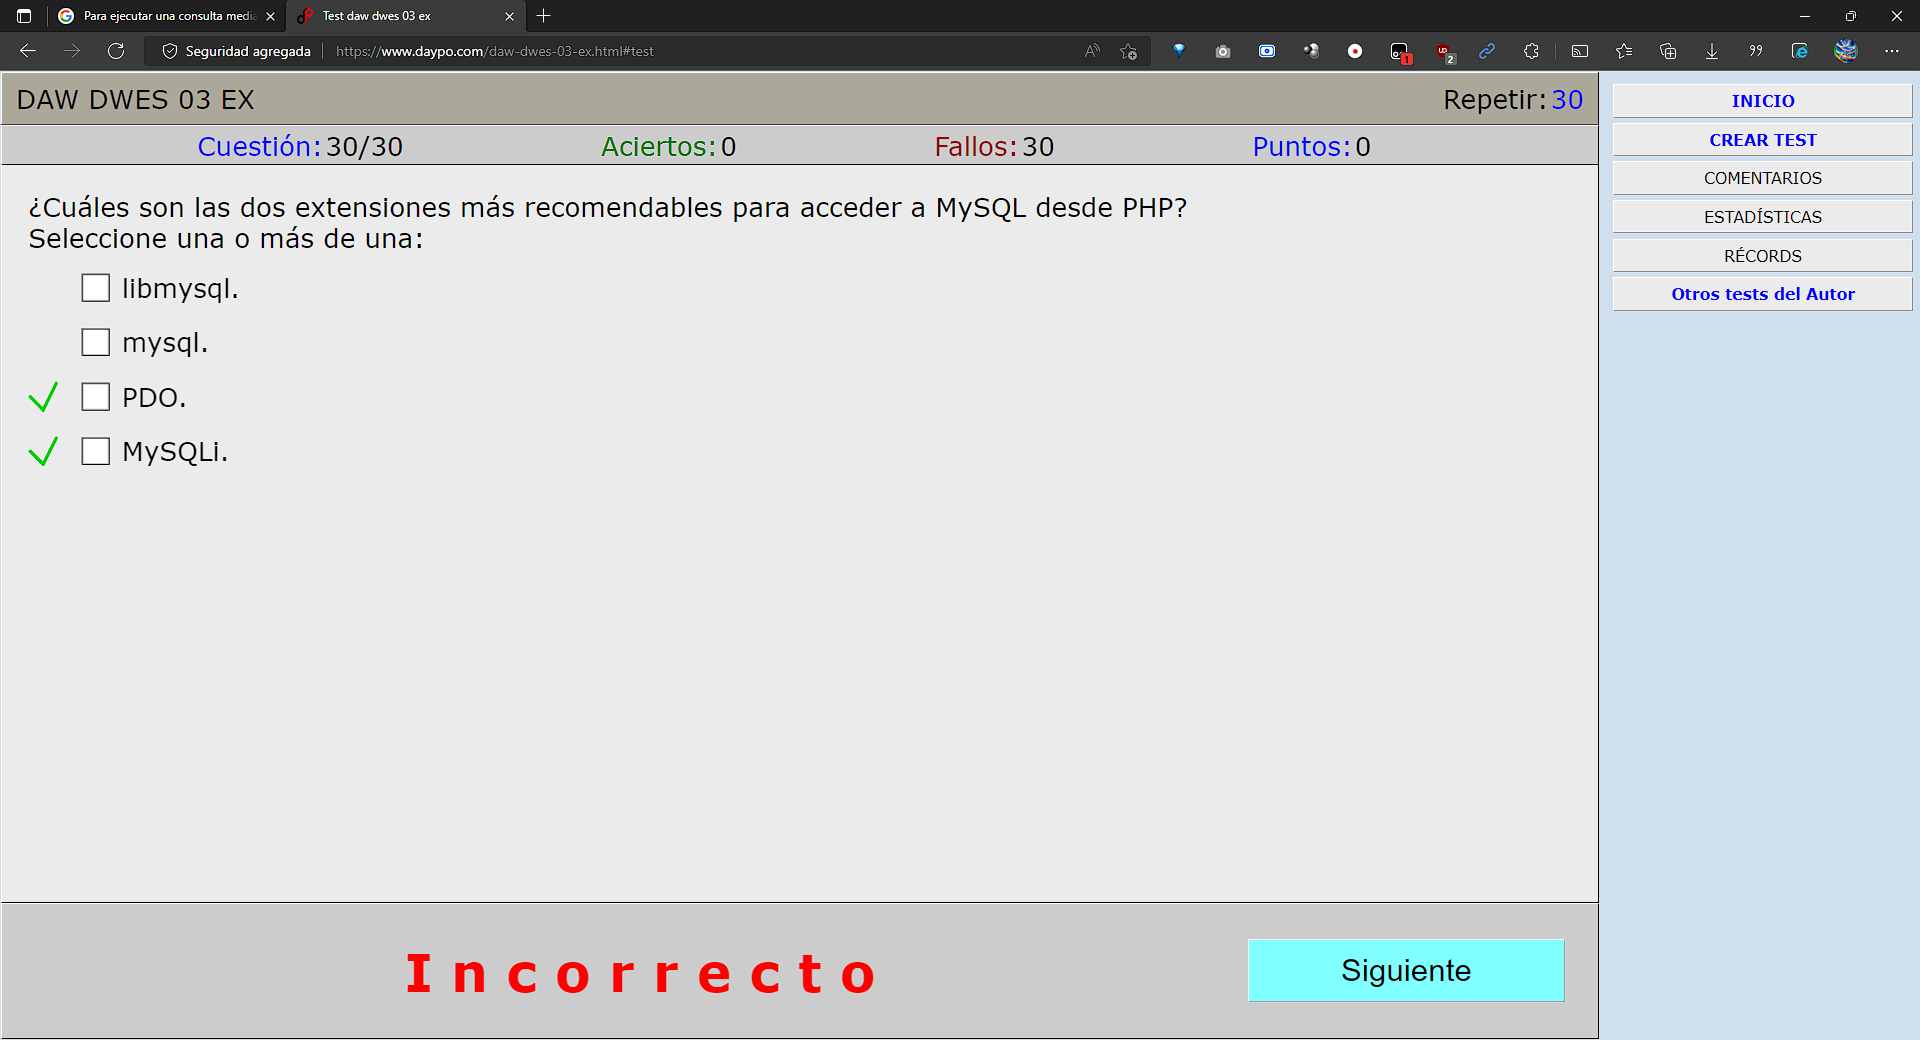 Para ejecutar una consulta media
Test daw dwes 03 ex
Seguridad agregada
https://www.daypo.com/daw-dwes-03-ex.html#test
1
2
DAW DWES 03 EX
Repetir: 30
Cuestión: 30/30
Aciertos: 0
Fallos: 30
Puntos: 0
¿Cuáles son las dos extensiones más recomendables para acceder a MySQL desde PHP?
Seleccione una o más de una:
libmysql.
mysql.
PDO.
MySQLi.
Incorrecto
Siguiente
INICIO
CREAR TEST
COMENTARIOS
ESTADÍSTICAS
RÉCORDS
Otros tests del Autor